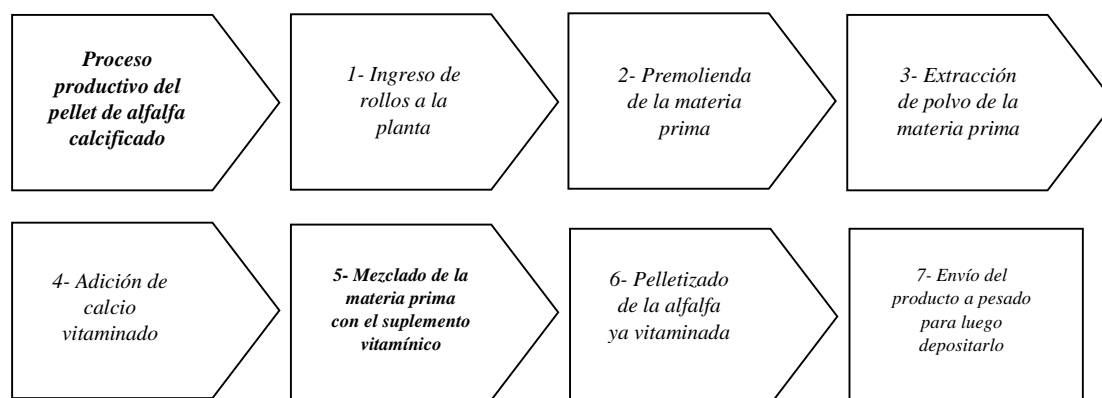 Proceso
productivo del
pellet de alfalfa
calcificado
1- Ingreso de
rollos a la
planta
2- Premolienda
de la materia
prima
3- Extracción
de polvo de la
materia prima
4- Adición de
calcio
vitaminado
5- Mezclado de la
materia prima
con el suplemento
vitamínico
6- Pelletizado
de la alfalfa
ya vitaminada
7- Envío del
producto a pesado
para luego
depositarlo